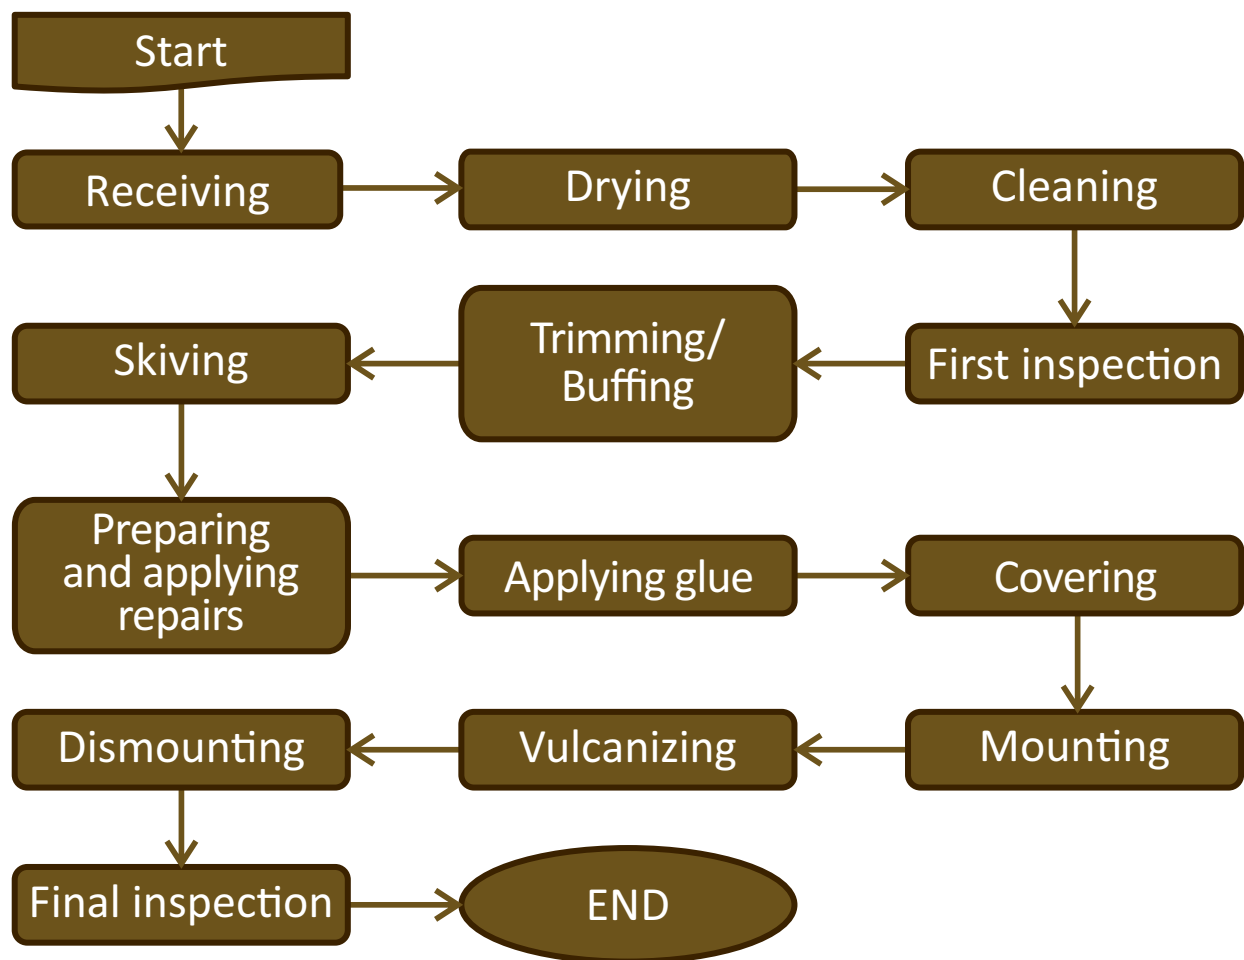 Start
Receiving
Drying
Cleaning
First inspection
Trimming/
Buffing
Skiving
Preparing
and applying
repairs
Applying glue
Covering
Mounting
Vulcanizing
Dismounting
Final inspection
END